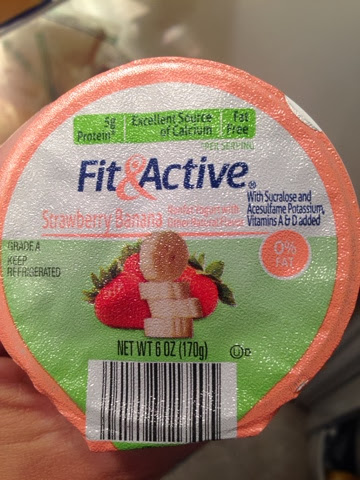 5g
Protein*
Excellent Source
of Calcium
Fat
Free
PER SERVING
Fit&Active®
With Sucralose and
Acesulfame Potassium,
Vitamins A & D added
Strawberry Banana
0%
FAT
GRADE A
KEEP
REFRIGERATED
NET WT 6 OZ (170g)
U D